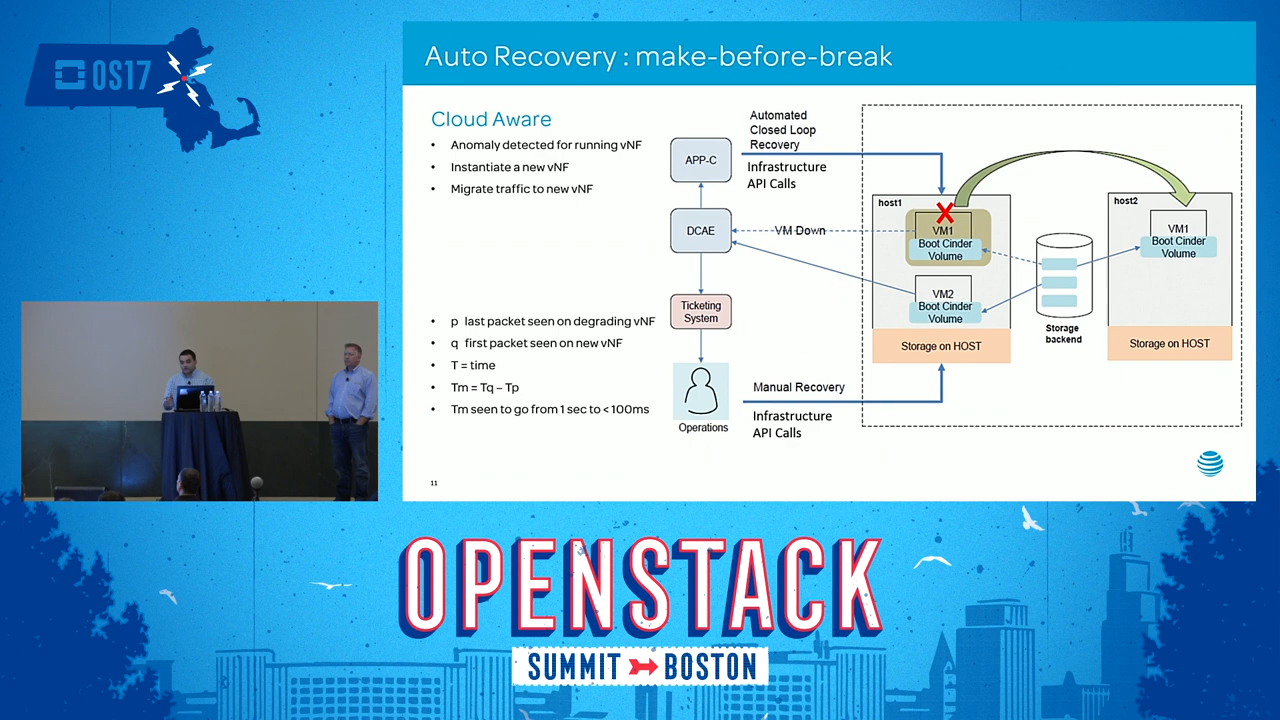 OS17
Auto Recovery : make-before-break
Cloud Aware
• Anomaly detected for running vNF
• Instantiate a new vNF
• Migrate traffic to new vNF
• p last packet seen on degrading vNF
• q first packet seen on new vNF
• T = time
• Tm = Tq – Tp
• Tm seen to go from 1 sec to < 100ms
11
APP-C
DCAE
Ticketing
System
Operations
Automated
Closed Loop
Recovery
Infrastructure
API Calls
VM Down
Manual Recovery
Infrastructure
API Calls
host1
VM1
Boot Cinder
Volume
VM2
Boot Cinder
Volume
Storage on HOST
Storage
backend
host2
VM1
Boot Cinder
Volume
Storage on HOST
OPENSTACK
SUMMIT BOSTON